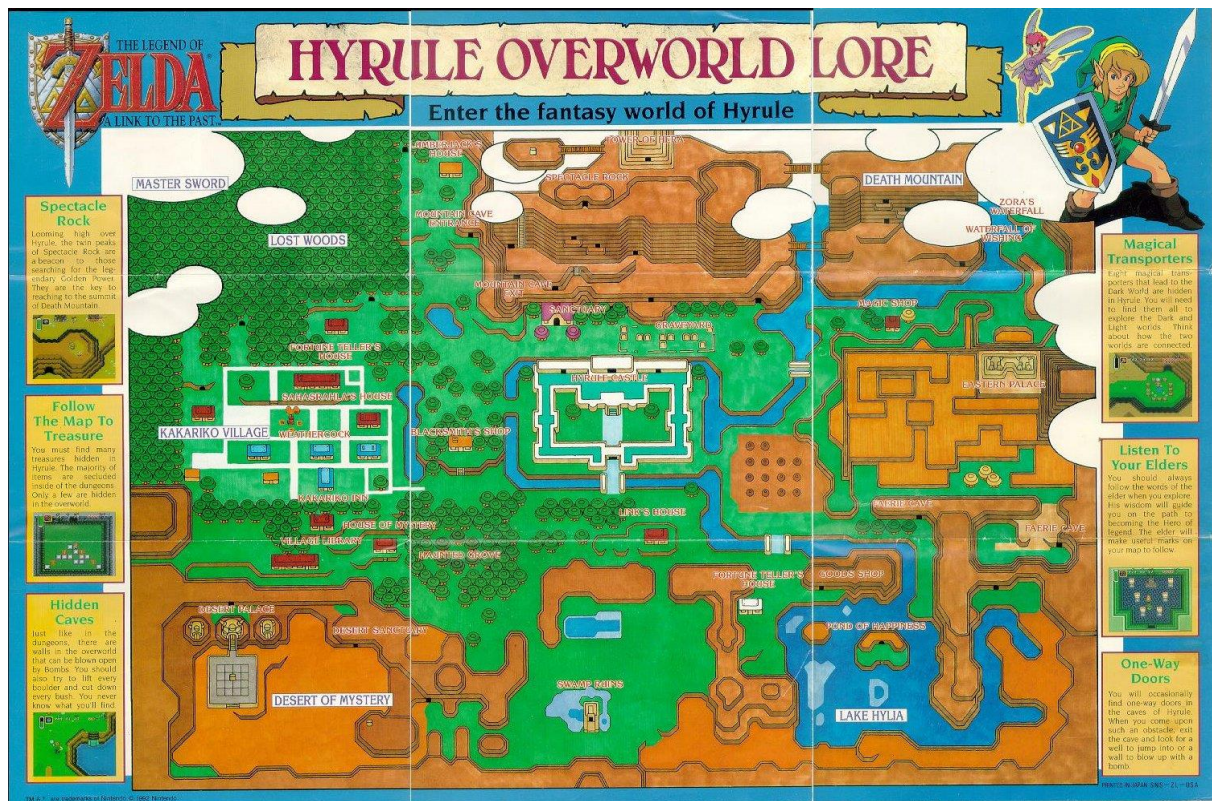 THE LEGEND OF
ZELDA
A LINK TO THE PAST
HYRULE OVERWORLD LORE
Enter the fantasy world of Hyrule
Spectacle
Rock
Looming high over
Hyrule, the twin peaks
of Spectacle Rock are
a beacon to those
searching for the leg-
endary Golden Power.
They are the key to
reaching to the summit
of Death Mountain.
Follow
The Map To
Treasure
You must find many
treasures hidden in
Hyrule. The majority of
items are secluded
inside of the dungeons.
Only a few are hidden
in the overworld.
Hidden
Caves
Just like in the
dungeons, there are
walls in the overworld
that can be blown open
by Bombs. You should
also try to lift every
boulder and cut down
every bush. You never
know what you'll find.
LUMBERJACK'S
HOUSE
TOWER OF HERA
MASTER SWORD
SPECTACLE ROCK
DEATH MOUNTAIN
ZORA'S
WATERFALL
MOUNTAIN CAVE
ENTRANCE
WATERFALL OF
WISHING
LOST WOODS
MOUNTAIN CAVE
EXIT
SANCTUARY
MAGIC SHOP
GRAVEYARD
FORTUNE TELLER'S
HOUSE
HYRULE CASTLE
EASTERN PALACE
SAHASRAHLA'S HOUSE
KAKARIKO VILLAGE
WEATHERCOCK
BLACKSMITH'S SHOP
KAKARIKO INN
FAERIE CAVE
LINK'S HOUSE
HOUSE OF MYSTERY
FAERIE CAVE
VILLAGE LIBRARY
HAUNTED GROVE
FORTUNE TELLER'S
HOUSE
GOODS SHOP
DESERT PALACE
DESERT SANCTUARY
POND OF HAPPINESS
SWAMP RUINS
DESERT OF MYSTERY
LAKE HYLIA
Magical
Transporters
Eight magical trans-
porters that lead to the
Dark World are hidden
in Hyrule. You will need
to find them all to
explore the Dark and
Light worlds. Think
about how the two
worlds are connected.
Listen To
Your Elders
You should always
follow the words of the
elder when you explore.
His wisdom will guide
you on the path to
becoming the Hero of
legend. The elder will
make useful marks on
your map to follow.
One-Way
Doors
You will occasionally
find one-way doors in
the caves of Hyrule.
When you come upon
such an obstacle, exit
the cave and look for a
well to jump into or a
wall to blow up with a
bomb.
TM & ® are trademarks of Nintendo. © 1992 Nintendo
PRINTED IN JAPAN